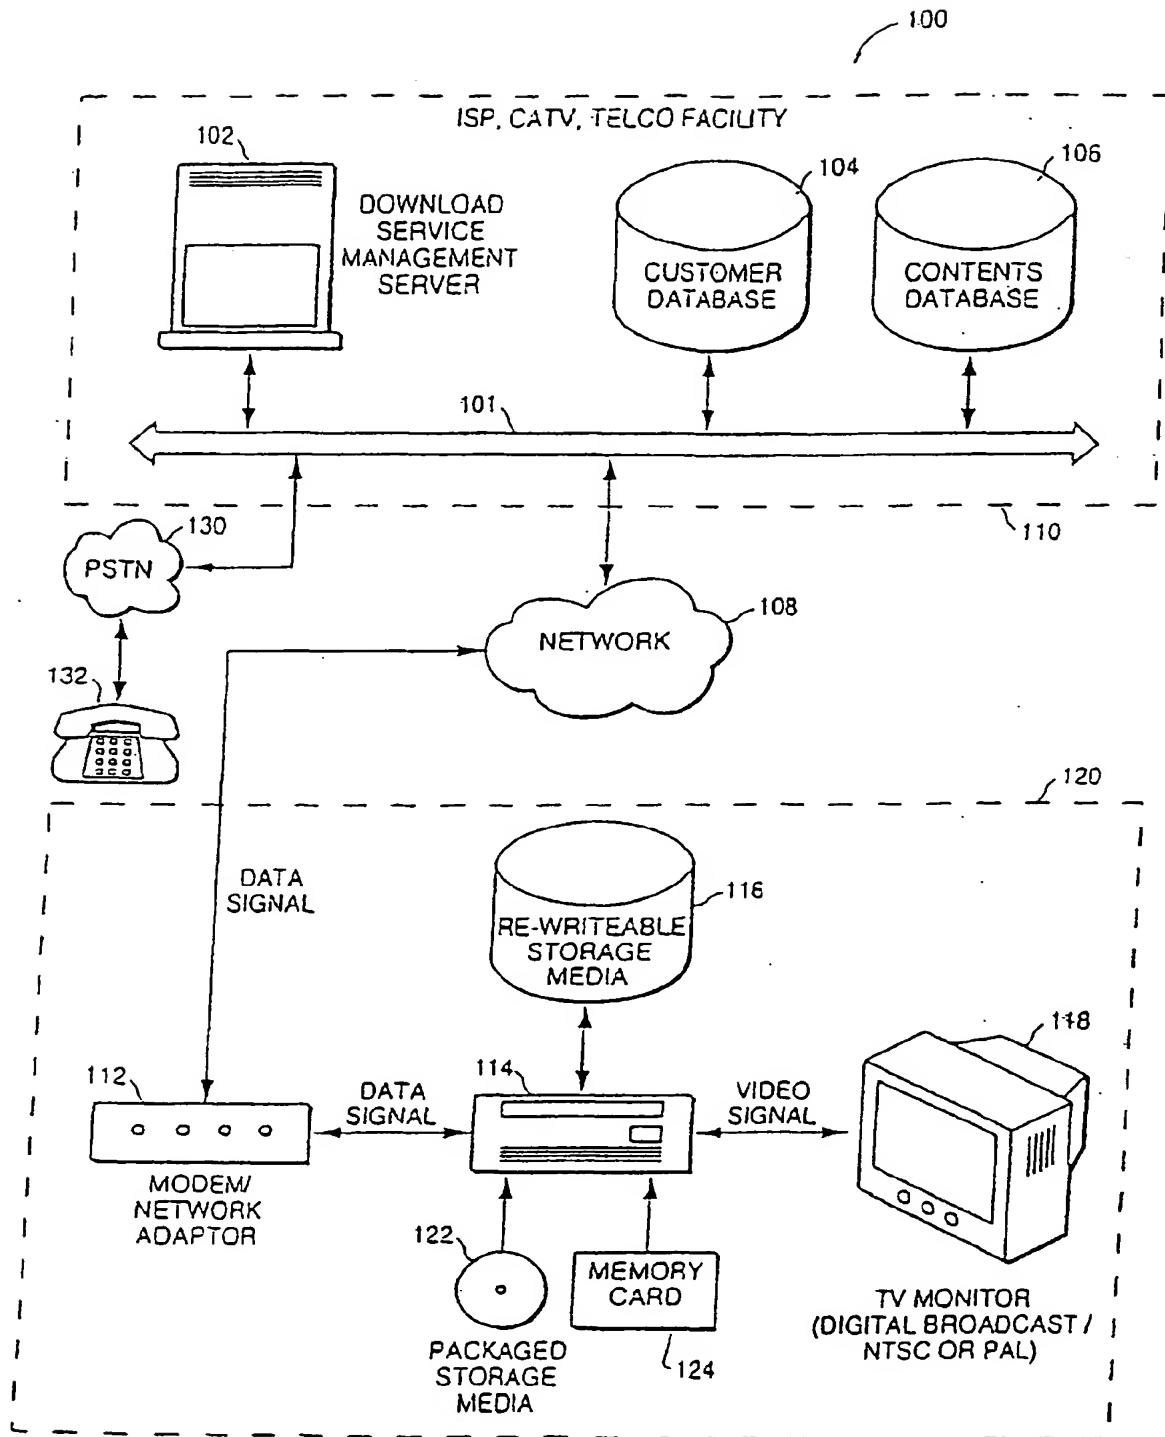 100
ISP, CATV, TELCO FACILITY
102
DOWNLOAD
SERVICE
MANAGEMENT
SERVER
104
CUSTOMER
DATABASE
106
CONTENTS
DATABASE
101
110
130
PSTN
108
NETWORK
132
120
DATA
SIGNAL
116
RE-WRITEABLE
STORAGE
MEDIA
118
112
DATA
SIGNAL
114
VIDEO
SIGNAL
MODEM/
NETWORK
ADAPTOR
122
PACKAGED
STORAGE
MEDIA
MEMORY
CARD
124
TV MONITOR
(DIGITAL BROADCAST /
NTSC OR PAL)